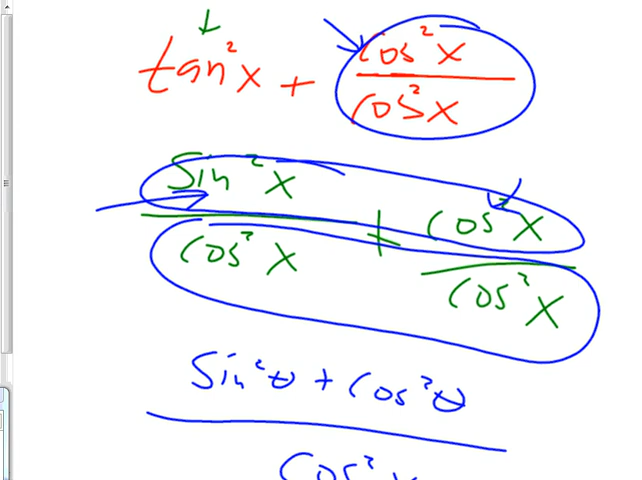 tan²x + cos²x / cos²x
sin²x / cos²x + cos²x / cos²x
sin²θ + cos²θ
cos²x